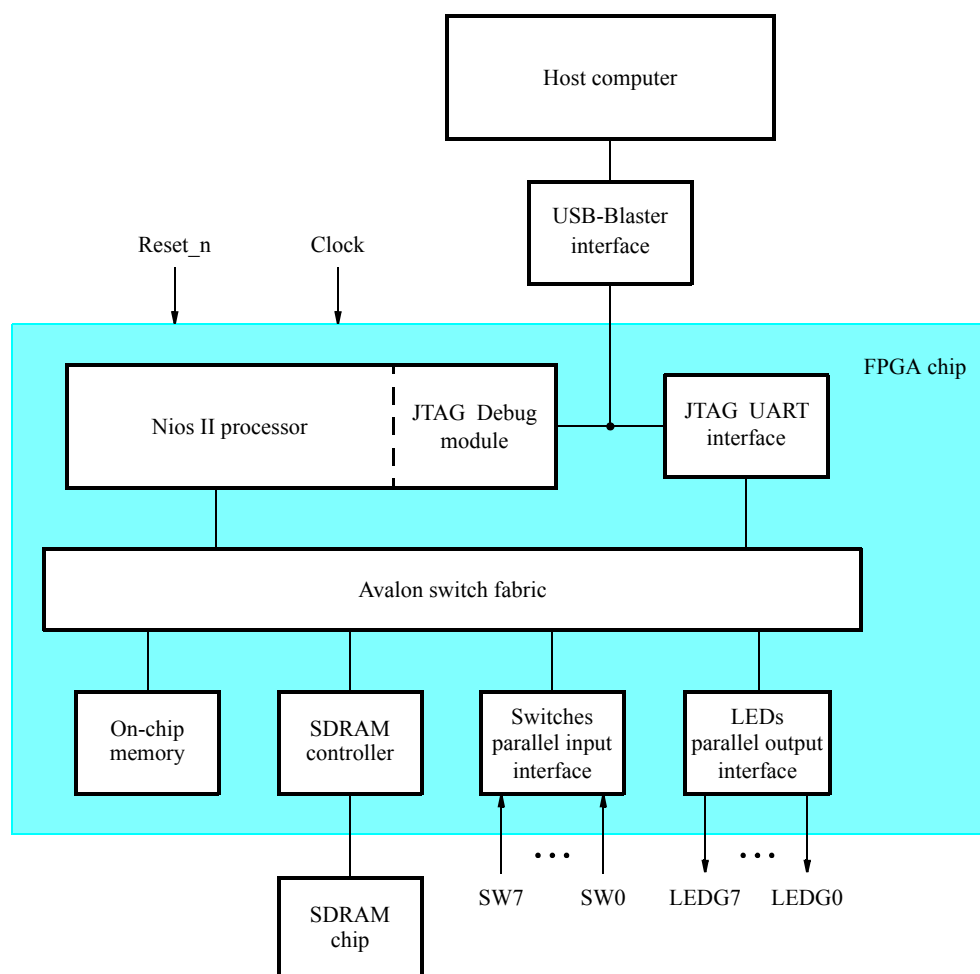 Host computer
USB-Blaster
interface
Reset_n
Clock
FPGA chip
Nios II processor
JTAG Debug
module
JTAG UART
interface
Avalon switch fabric
On-chip
memory
SDRAM
controller
Switches
parallel input
interface
LEDs
parallel output
interface
SW7
SW0
LEDG7
LEDG0
SDRAM
chip